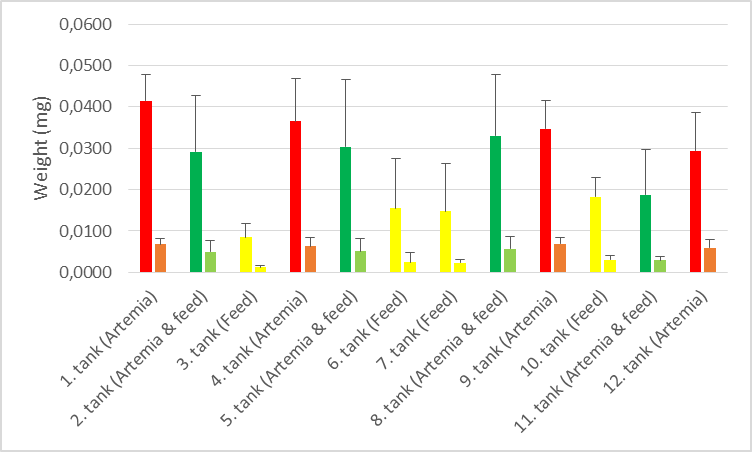 0,0600
0,0500
0,0400
0,0300
0,0200
0,0100
0,0000
Weight (mg)
1. tank (Artemia)
2. tank (Artemia & feed)
3. tank (Feed)
4. tank (Artemia)
5. tank (Artemia & feed)
6. tank (Feed)
7. tank (Feed)
8. tank (Artemia & feed)
9. tank (Artemia)
10. tank (Feed)
11. tank (Artemia & feed)
12. tank (Artemia)